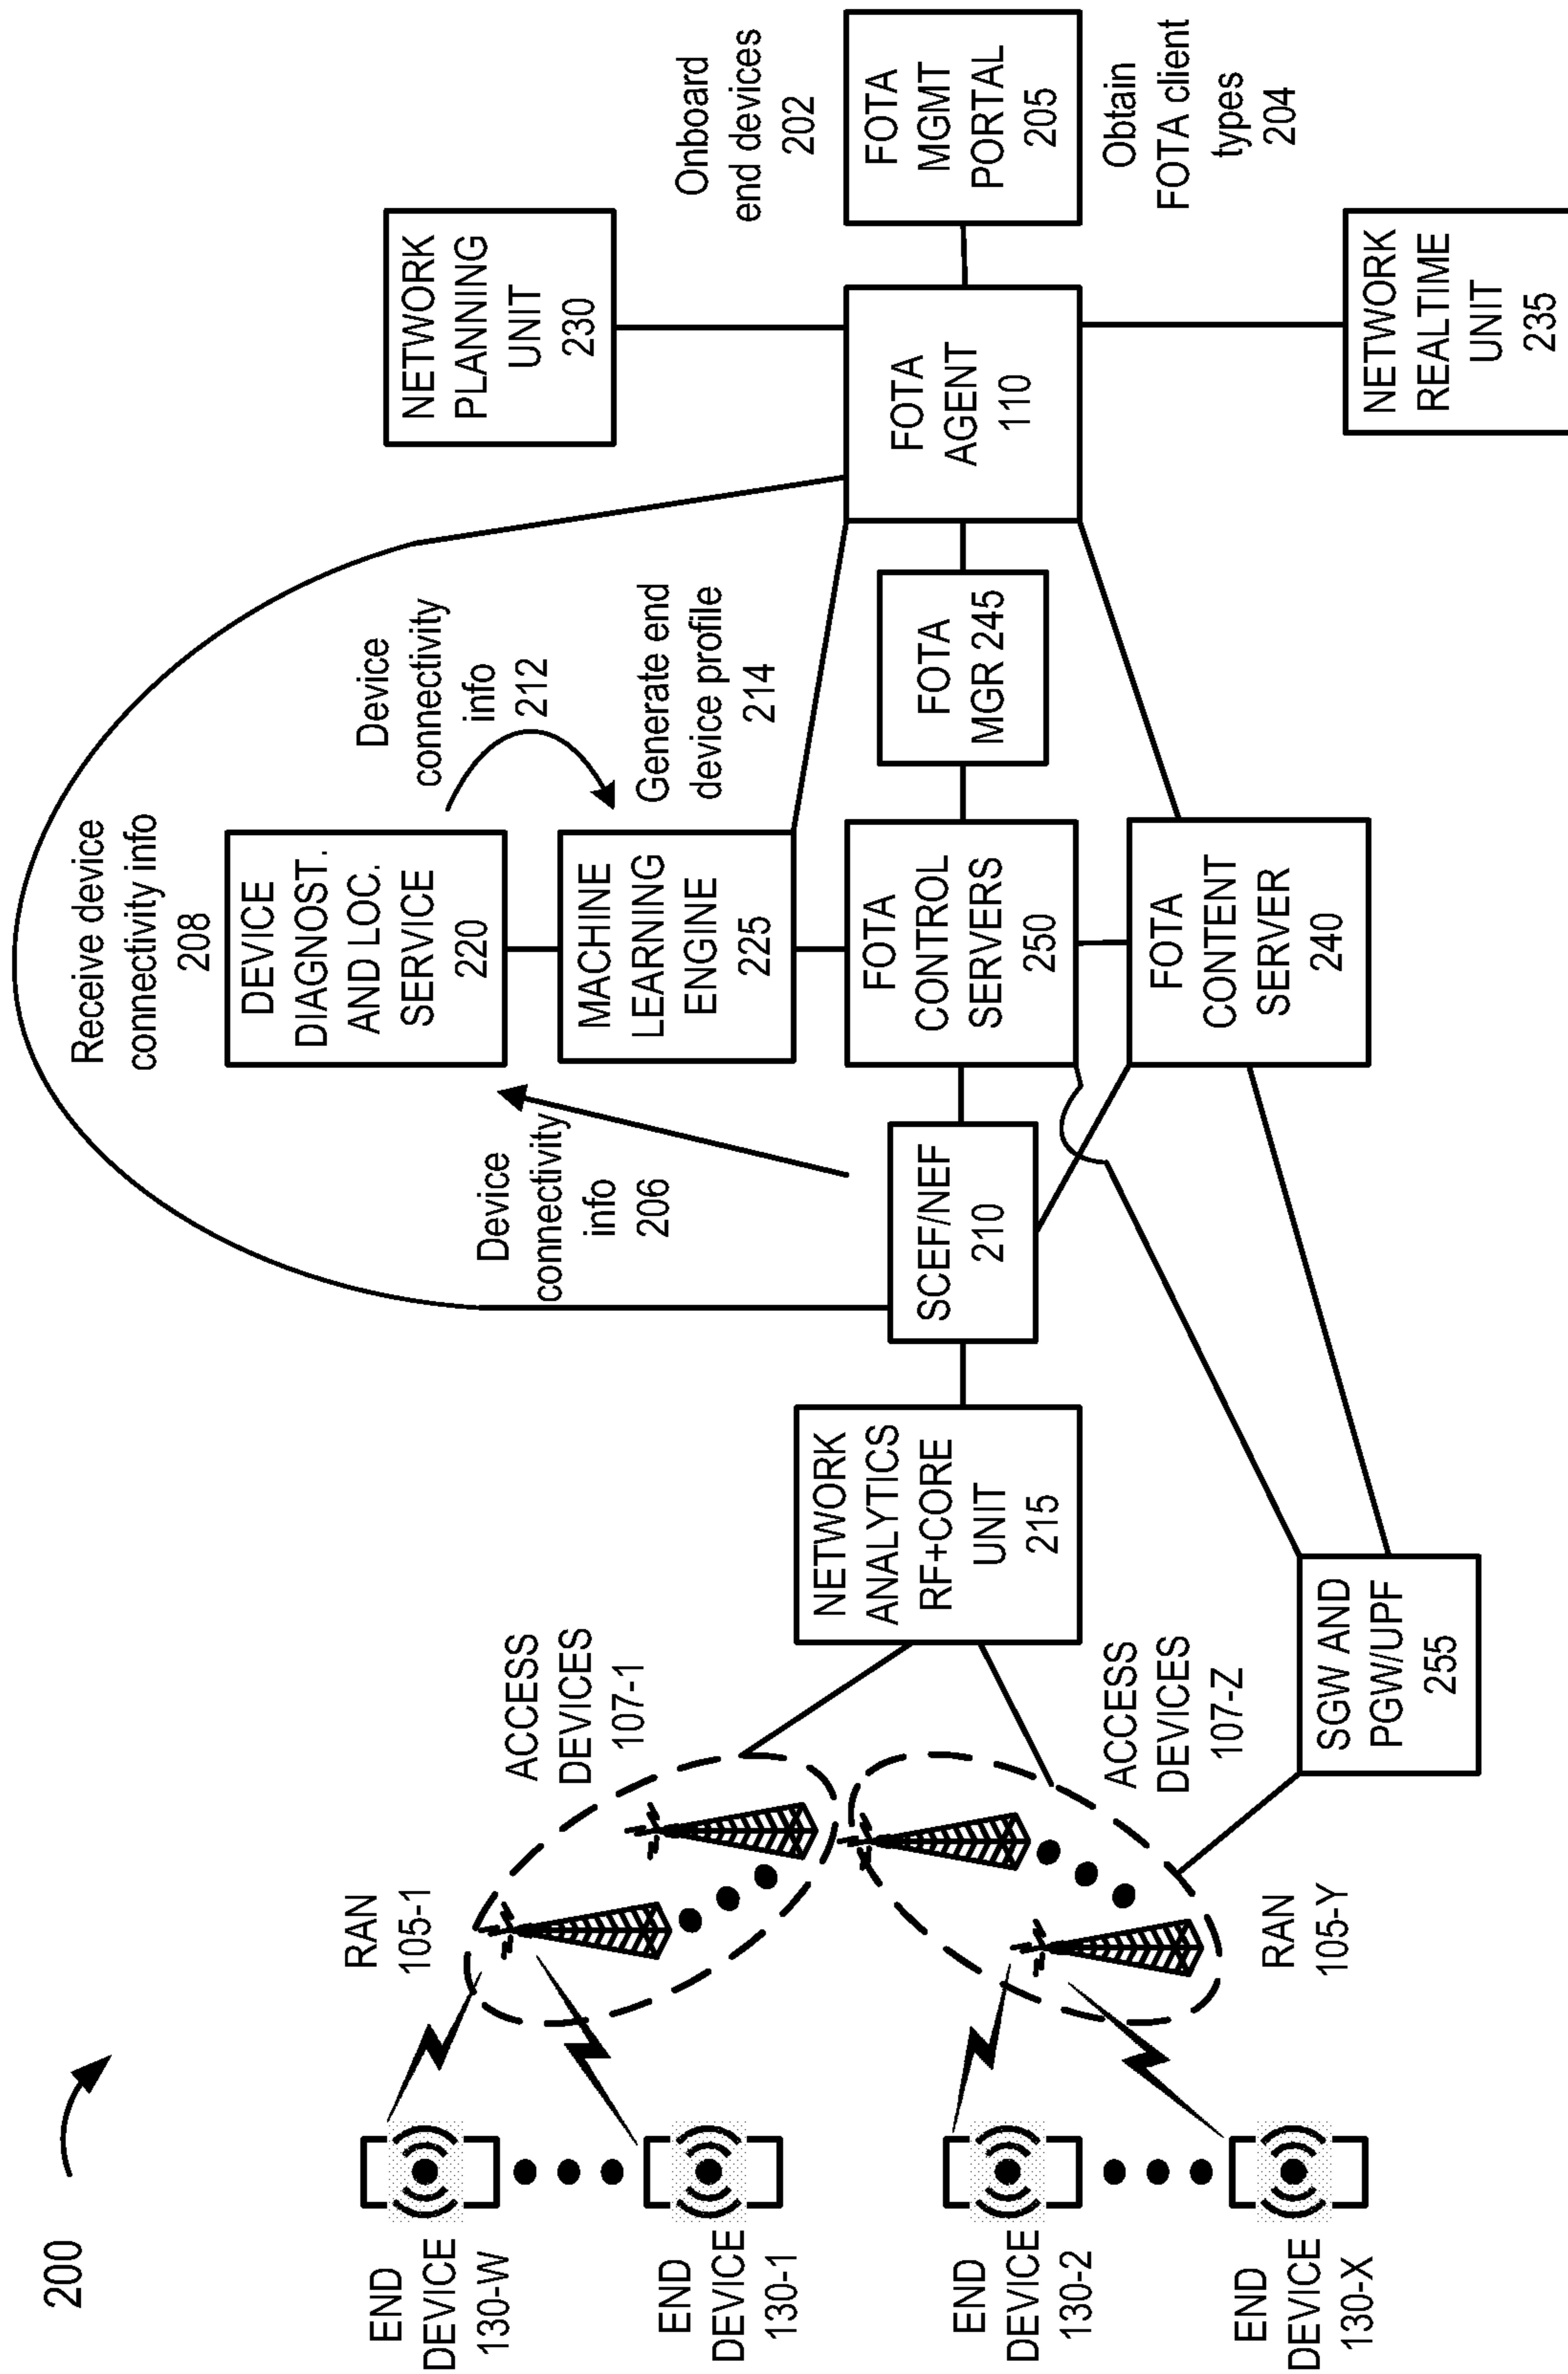 200
END
DEVICE
130-W
END
DEVICE
130-1
END
DEVICE
130-2
END
DEVICE
130-X
RAN
105-1
ACCESS
DEVICES
107-1
RAN
105-Y
ACCESS
DEVICES
107-Z
NETWORK
ANALYTICS
RF+CORE
UNIT
215
SGW AND
PGW/UPF
255
SCEF/NEF
210
Device
connectivity
info
206
Receive device
connectivity info
208
DEVICE
DIAGNOST.
AND LOC.
SERVICE
220
MACHINE
LEARNING
ENGINE
225
FOTA
CONTROL
SERVERS
250
FOTA
CONTENT
SERVER
240
Device
connectivity
info
212
Generate end
device profile
214
FOTA
MGR 245
NETWORK
PLANNING
UNIT
230
FOTA
AGENT
110
NETWORK
REALTIME
UNIT
235
Onboard
end devices
202
FOTA
MGMT
PORTAL
205
Obtain
FOTA client
types
204